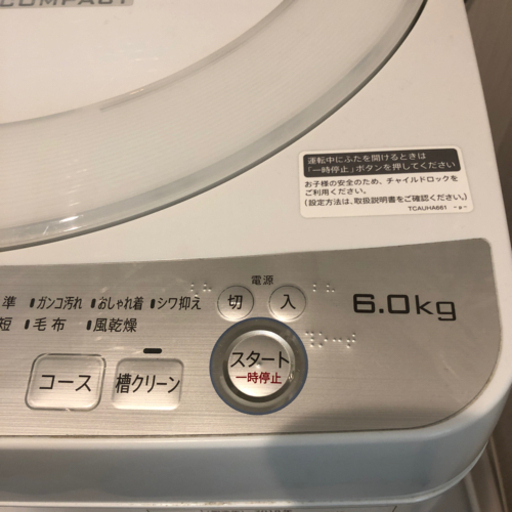 COMPACT
運転中にふたを開けるときは
「一時停止」ボタンを押してください
お子様の安全のため、チャイルドロックを
ご利用ください。
(設定方法は、取扱説明書をご確認ください。)
TCAUHA661
電源
切 入
6.0kg
準 ガンコ汚れ おしゃれ着 シワ抑え
短 毛布 風乾燥
コース
槽クリーン
スタート
一時停止